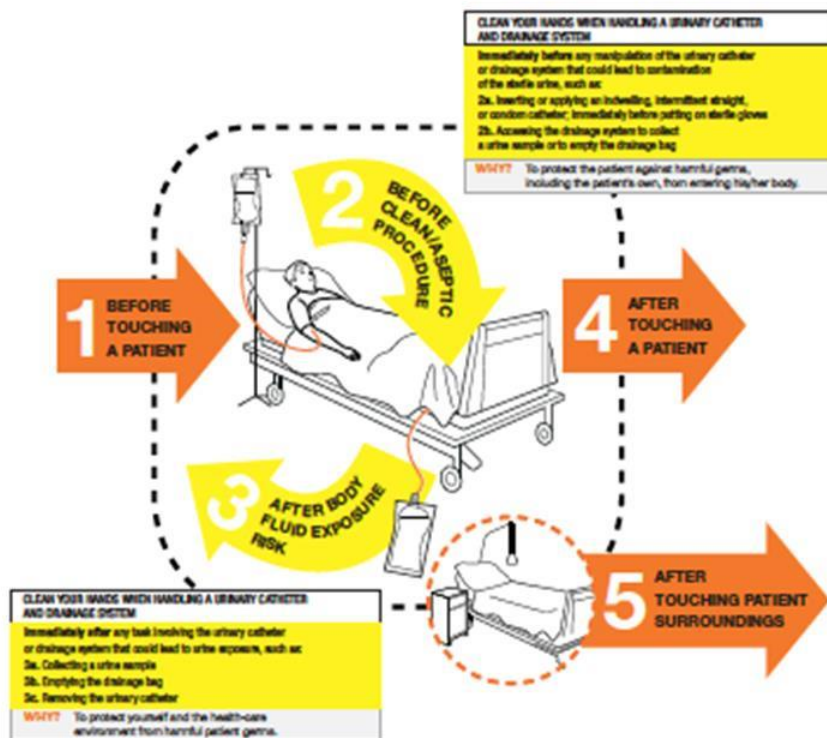 CLEAN YOUR HANDS WHEN HANDLING A URINARY CATHETER
AND DRAINAGE SYSTEM
Immediately before any manipulation of the urinary catheter
or drainage system that could lead to contamination
of the sterile urine, such as:
2a. Inserting or applying an indwelling, intermittent straight,
or condom catheter; immediately before putting on sterile gloves
2b. Accessing the drainage system to collect
a urine sample or to empty the drainage bag
WHY? To protect the patient against harmful germs,
including the patient's own, from entering his/her body.
1 BEFORE
TOUCHING
A PATIENT
2 BEFORE
CLEAN/ASEPTIC
PROCEDURE
4 AFTER
TOUCHING
A PATIENT
3 AFTER BODY
FLUID EXPOSURE
RISK
5 AFTER
TOUCHING PATIENT
SURROUNDINGS
CLEAN YOUR HANDS WHEN HANDLING A URINARY CATHETER
AND DRAINAGE SYSTEM
Immediately after any task involving the urinary catheter
or drainage system that could lead to urine exposure, such as:
3a. Collecting a urine sample
3b. Emptying the drainage bag
3c. Removing the urinary catheter
WHY? To protect yourself and the health-care
environment from harmful patient germs.